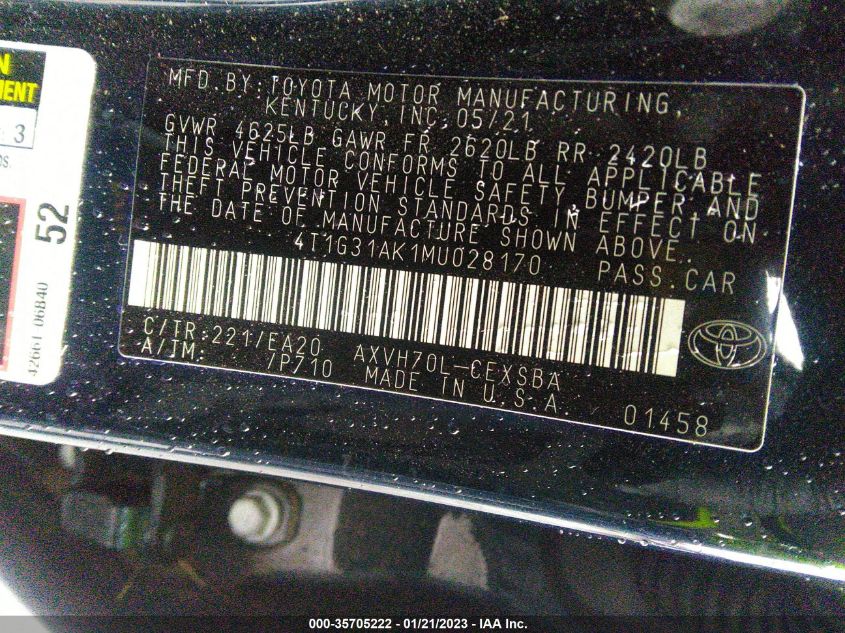 MFD. BY: TOYOTA MOTOR MANUFACTURING,
KENTUCKY, INC. 05/21
GVWR 4625LB GAWR FR 2620LB RR 2420LB
THIS VEHICLE CONFORMS TO ALL APPLICABLE
FEDERAL MOTOR VEHICLE SAFETY, BUMPER AND
THEFT PREVENTION STANDARDS IN EFFECT ON
THE DATE OF MANUFACTURE SHOWN ABOVE.
4T1G31AK1MU028170 PASS. CAR
C/TR: 221/EA20 AXVH70L-CEXSBA
A/TM: /P710 MADE IN U.S.A. 01458
52
42661 06B40
3
000-35705222 - 01/21/2023 - IAA Inc.